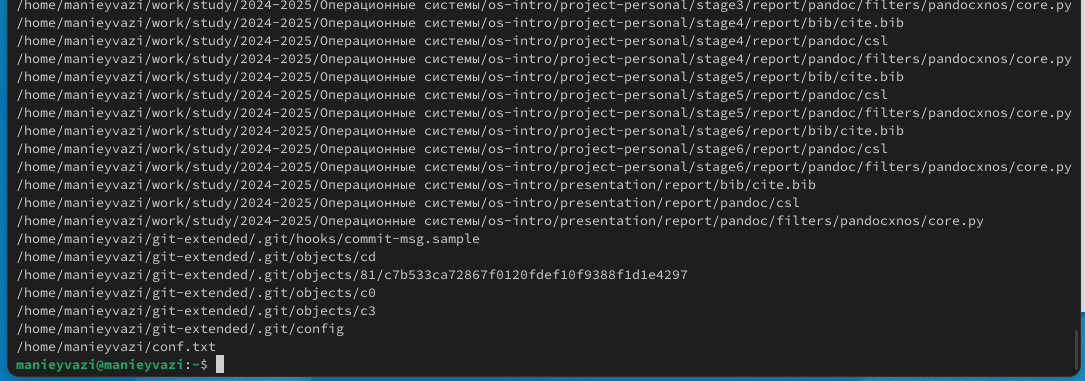 /home/manieyvazi/work/study/2024-2025/Операционные системы/os-intro/project-personal/stage3/report/pandoc/filters/pandocxnos/core.py
/home/manieyvazi/work/study/2024-2025/Операционные системы/os-intro/project-personal/stage4/report/bib/cite.bib
/home/manieyvazi/work/study/2024-2025/Операционные системы/os-intro/project-personal/stage4/report/pandoc/csl
/home/manieyvazi/work/study/2024-2025/Операционные системы/os-intro/project-personal/stage4/report/pandoc/filters/pandocxnos/core.py
/home/manieyvazi/work/study/2024-2025/Операционные системы/os-intro/project-personal/stage5/report/bib/cite.bib
/home/manieyvazi/work/study/2024-2025/Операционные системы/os-intro/project-personal/stage5/report/pandoc/csl
/home/manieyvazi/work/study/2024-2025/Операционные системы/os-intro/project-personal/stage5/report/pandoc/filters/pandocxnos/core.py
/home/manieyvazi/work/study/2024-2025/Операционные системы/os-intro/project-personal/stage6/report/bib/cite.bib
/home/manieyvazi/work/study/2024-2025/Операционные системы/os-intro/project-personal/stage6/report/pandoc/csl
/home/manieyvazi/work/study/2024-2025/Операционные системы/os-intro/project-personal/stage6/report/pandoc/filters/pandocxnos/core.py
/home/manieyvazi/work/study/2024-2025/Операционные системы/os-intro/presentation/report/bib/cite.bib
/home/manieyvazi/work/study/2024-2025/Операционные системы/os-intro/presentation/report/pandoc/csl
/home/manieyvazi/work/study/2024-2025/Операционные системы/os-intro/presentation/report/pandoc/filters/pandocxnos/core.py
/home/manieyvazi/git-extended/.git/hooks/commit-msg.sample
/home/manieyvazi/git-extended/.git/objects/cd
/home/manieyvazi/git-extended/.git/objects/81/c7b533ca72867f0120fdef10f9388f1d1e4297
/home/manieyvazi/git-extended/.git/objects/c0
/home/manieyvazi/git-extended/.git/objects/c3
/home/manieyvazi/git-extended/.git/config
/home/manieyvazi/conf.txt
manieyvazi@manieyvazi:~$